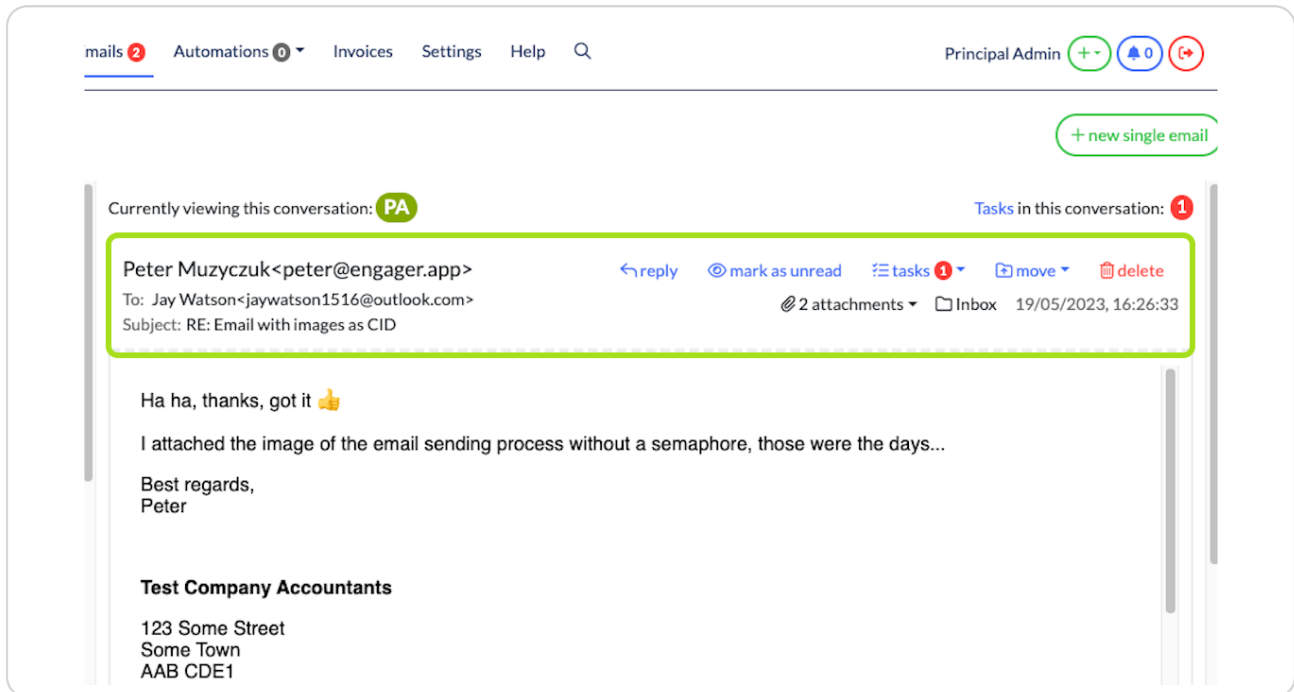 mails 2 Automations 0 Invoices Settings Help Principal Admin + 0
+ new single email
Currently viewing this conversation: PA Tasks in this conversation: 1
Peter Muzyczuk<peter@engager.app> reply mark as unread tasks 1 move delete
To: Jay Watson<jaywatson1516@outlook.com> 2 attachments Inbox 19/05/2023, 16:26:33
Subject: RE: Email with images as CID
Ha ha, thanks, got it 👍
I attached the image of the email sending process without a semaphore, those were the days...
Best regards,
Peter
Test Company Accountants
123 Some Street
Some Town
AAB CDE1